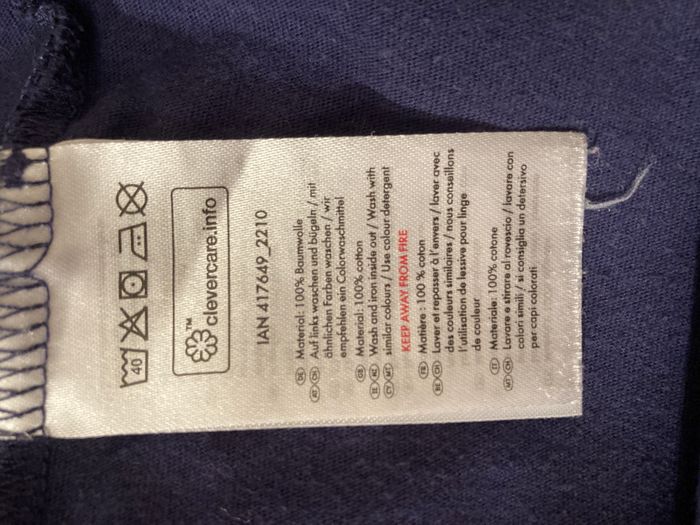 40
™
clevercare.info
IAN 417649_2210
DE Material: 100% Baumwolle
AT CH Auf links waschen und bügeln / mit
ähnlichen Farben waschen / wir
empfehlen ein Colorwaschmittel
GB Material: 100% cotton
IE NI Wash and iron inside out / Wash with
CY MT similar colours / Use colour detergent
KEEP AWAY FROM FIRE
FR Matière : 100 % coton
BE CH Laver et repasser à l'envers / laver avec
des couleurs similaires / nous conseillons
l'utilisation de lessive pour linge
de couleur
IT Materiale: 100% cotone
MT CH Lavare e stirare al rovescio / lavare con
colori simili / si consiglia un detersivo
per capi colorati